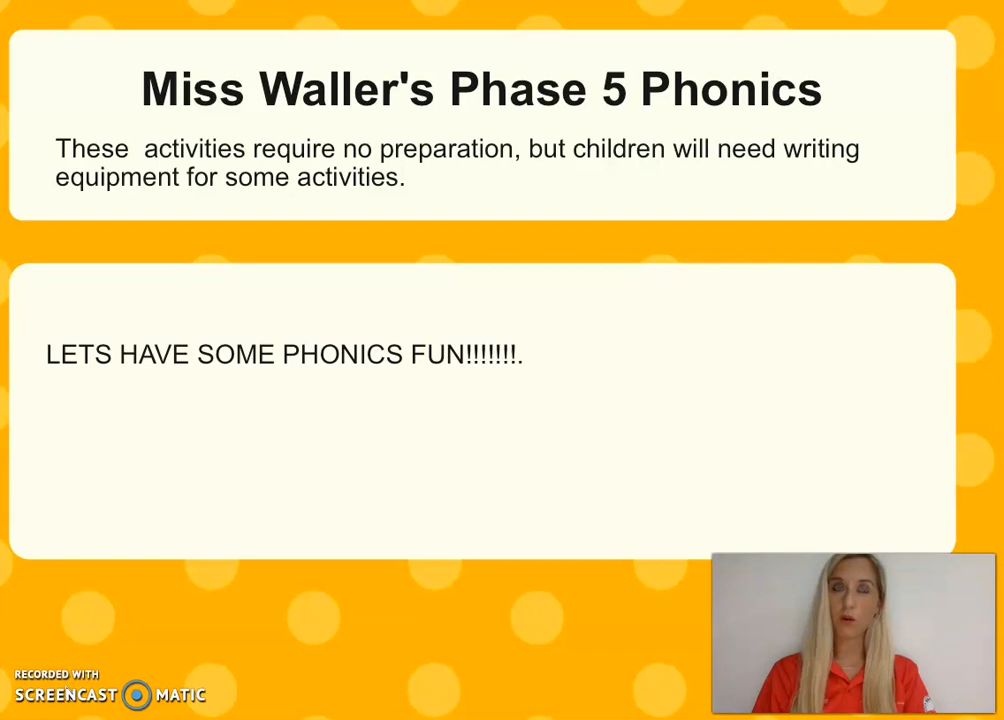 Miss Waller's Phase 5 Phonics
These  activities require no preparation, but children will need writing
equipment for some activities.
LETS HAVE SOME PHONICS FUN!!!!!!!.
RECORDED WITH
SCREENCAST MATIC